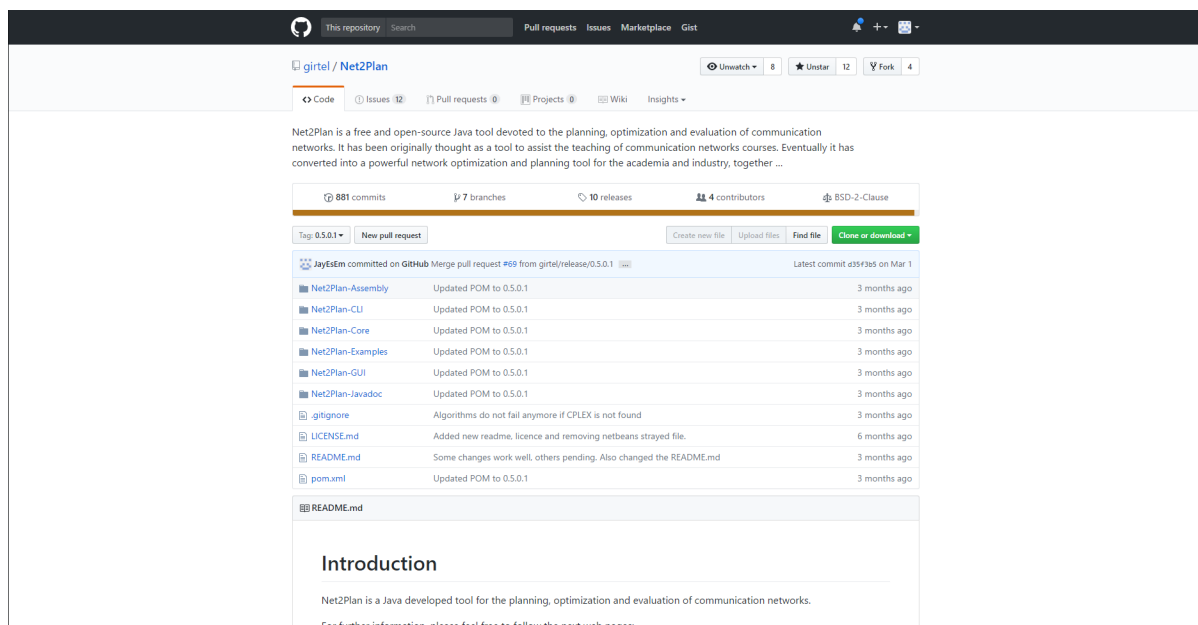 This repository Search Pull requests Issues Marketplace Gist
girtel / Net2Plan Unwatch 8 Unstar 12 Fork 4
Code Issues 12 Pull requests 0 Projects 0 Wiki Insights
Net2Plan is a free and open-source Java tool devoted to the planning, optimization and evaluation of communication
networks. It has been originally thought as a tool to assist the teaching of communication networks courses. Eventually it has
converted into a powerful network optimization and planning tool for the academia and industry, together ...
881 commits 7 branches 10 releases 4 contributors BSD-2-Clause
Tag: 0.5.0.1 New pull request Create new file Upload files Find file Clone or download
JayEsEm committed on GitHub Merge pull request #69 from girtel/release/0.5.0.1 ... Latest commit d35f3b5 on Mar 1
Net2Plan-Assembly Updated POM to 0.5.0.1 3 months ago
Net2Plan-CLI Updated POM to 0.5.0.1 3 months ago
Net2Plan-Core Updated POM to 0.5.0.1 3 months ago
Net2Plan-Examples Updated POM to 0.5.0.1 3 months ago
Net2Plan-GUI Updated POM to 0.5.0.1 3 months ago
Net2Plan-Javadoc Updated POM to 0.5.0.1 3 months ago
.gitignore Algorithms do not fail anymore if CPLEX is not found 3 months ago
LICENSE.md Added new readme, licence and removing netbeans strayed file. 6 months ago
README.md Some changes work well, others pending. Also changed the README.md 3 months ago
pom.xml Updated POM to 0.5.0.1 3 months ago
README.md
Introduction
Net2Plan is a Java developed tool for the planning, optimization and evaluation of communication networks.
For further information, please feel free to follow the next web pages: